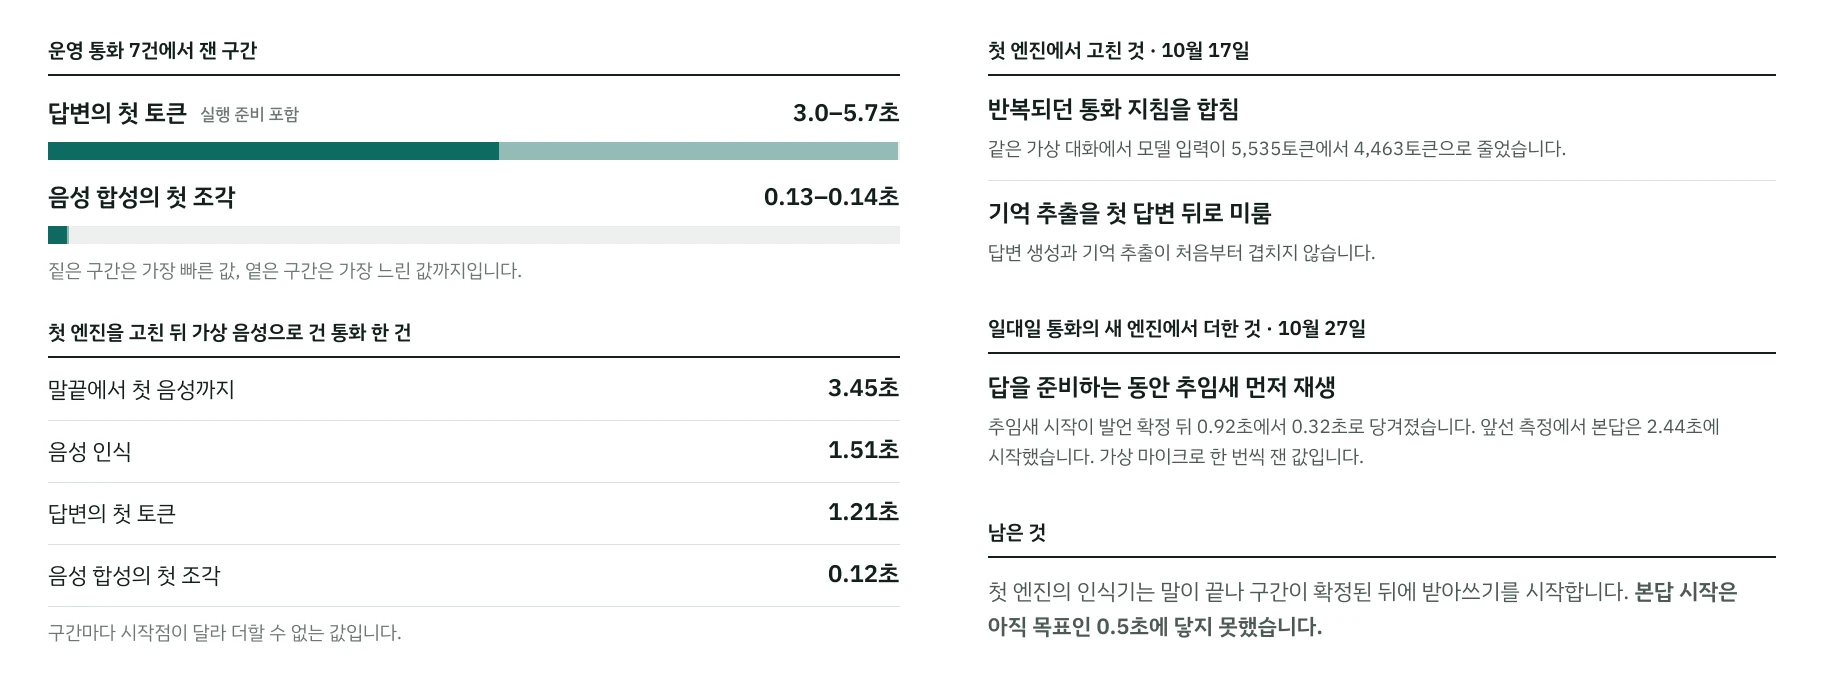 운영 통화 7건에서 잰 구간
답변의 첫 토큰 실행 준비 포함
3.0–5.7초
음성 합성의 첫 조각
0.13–0.14초
짙은 구간은 가장 빠른 값, 옅은 구간은 가장 느린 값까지입니다.
첫 엔진을 고친 뒤 가상 음성으로 건 통화 한 건
말끝에서 첫 음성까지
3.45초
음성 인식
1.51초
답변의 첫 토큰
1.21초
음성 합성의 첫 조각
0.12초
구간마다 시작점이 달라 더할 수 없는 값입니다.
첫 엔진에서 고친 것 · 10월 17일
반복되던 통화 지침을 합침
같은 가상 대화에서 모델 입력이 5,535토큰에서 4,463토큰으로 줄었습니다.
기억 추출을 첫 답변 뒤로 미룸
답변 생성과 기억 추출이 처음부터 겹치지 않습니다.
일대일 통화의 새 엔진에서 더한 것 · 10월 27일
답을 준비하는 동안 추임새 먼저 재생
추임새 시작이 발언 확정 뒤 0.92초에서 0.32초로 당겨졌습니다. 앞선 측정에서 본답은 2.44초에
시작했습니다. 가상 마이크로 한 번씩 잰 값입니다.
남은 것
첫 엔진의 인식기는 말이 끝나 구간이 확정된 뒤에 받아쓰기를 시작합니다. 본답 시작은
아직 목표인 0.5초에 닿지 못했습니다.